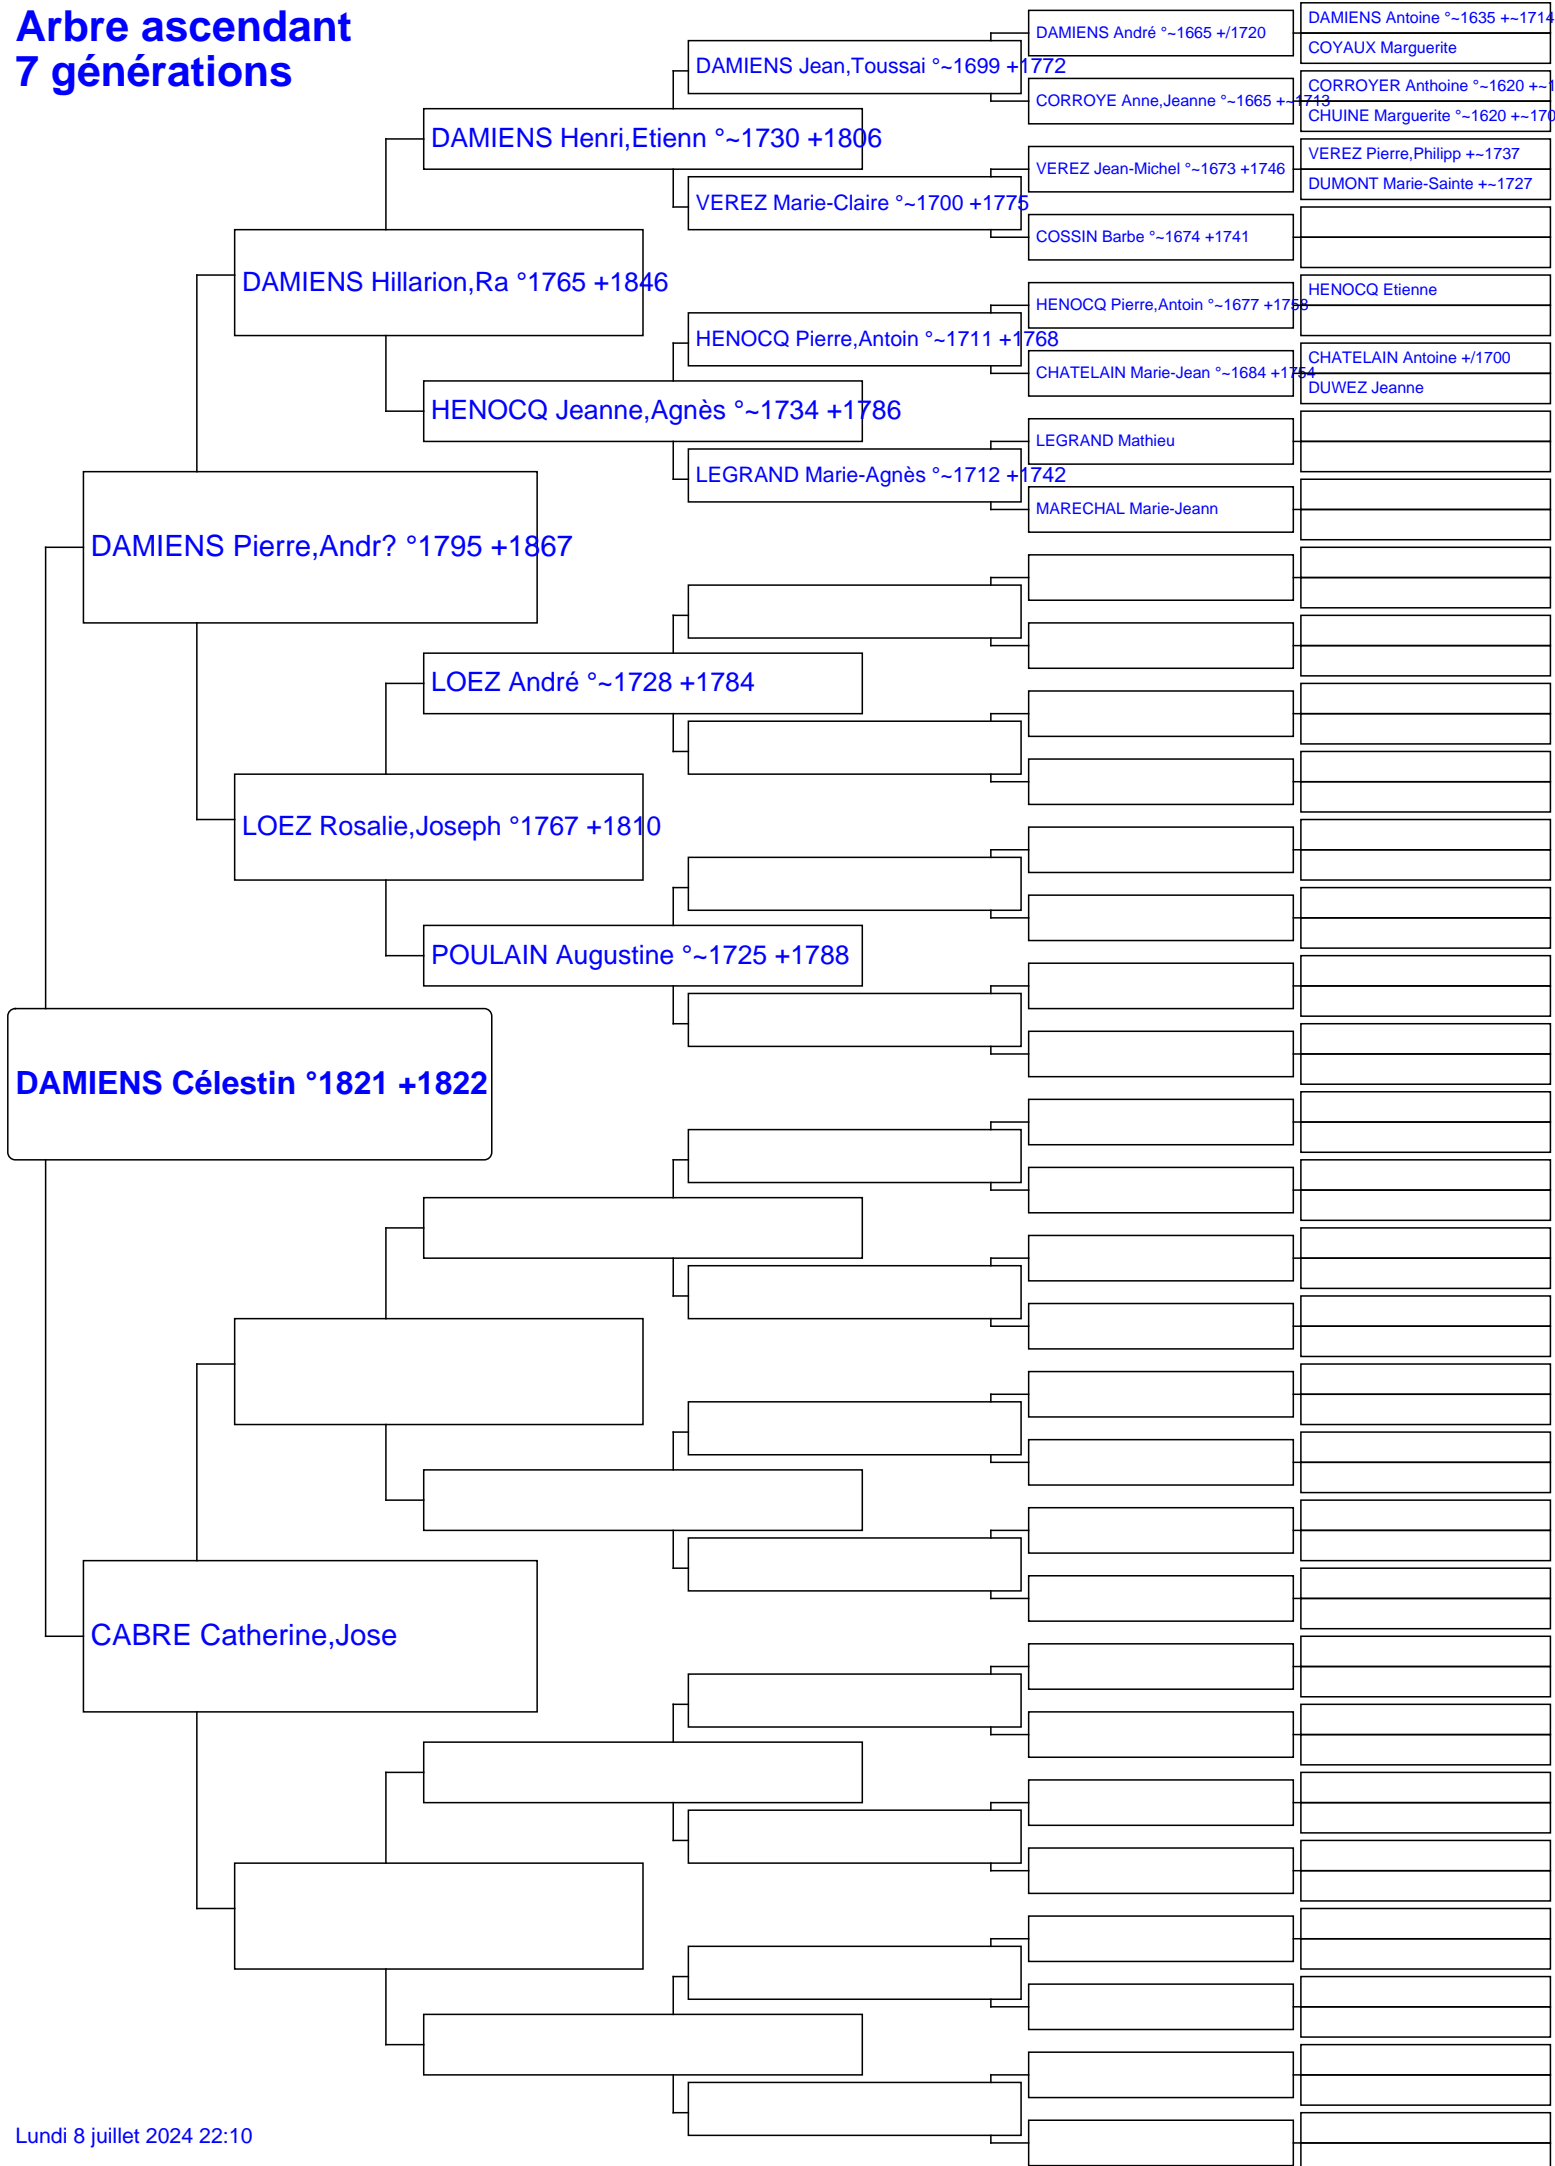 Arbre ascendant
7 générations
DAMIENS Antoine °~1635 +~1714
DAMIENS André °~1665 +/1720
COYAUX Marguerite
DAMIENS Jean,Toussai °~1699 +1772
CORROYER Anthoine °~1620 +~1
CORROYE Anne,Jeanne °~1665 +~1713
CHUINE Marguerite °~1620 +~170
DAMIENS Henri,Etienn °~1730 +1806
VEREZ Pierre,Philipp +~1737
VEREZ Jean-Michel °~1673 +1746
DUMONT Marie-Sainte +~1727
VEREZ Marie-Claire °~1700 +1775
COSSIN Barbe °~1674 +1741
DAMIENS Hillarion,Ra °1765 +1846
HENOCQ Etienne
HENOCQ Pierre,Antoin °~1677 +1758
HENOCQ Pierre,Antoin °~1711 +1768
CHATELAIN Antoine +/1700
CHATELAIN Marie-Jean °~1684 +1754
DUWEZ Jeanne
HENOCQ Jeanne,Agnès °~1734 +1786
LEGRAND Mathieu
LEGRAND Marie-Agnès °~1712 +1742
MARECHAL Marie-Jeann
DAMIENS Pierre,Andr? °1795 +1867
LOEZ André °~1728 +1784
LOEZ Rosalie,Joseph °1767 +1810
POULAIN Augustine °~1725 +1788
DAMIENS Célestin °1821 +1822
CABRE Catherine,Jose
Lundi 8 juillet 2024 22:10